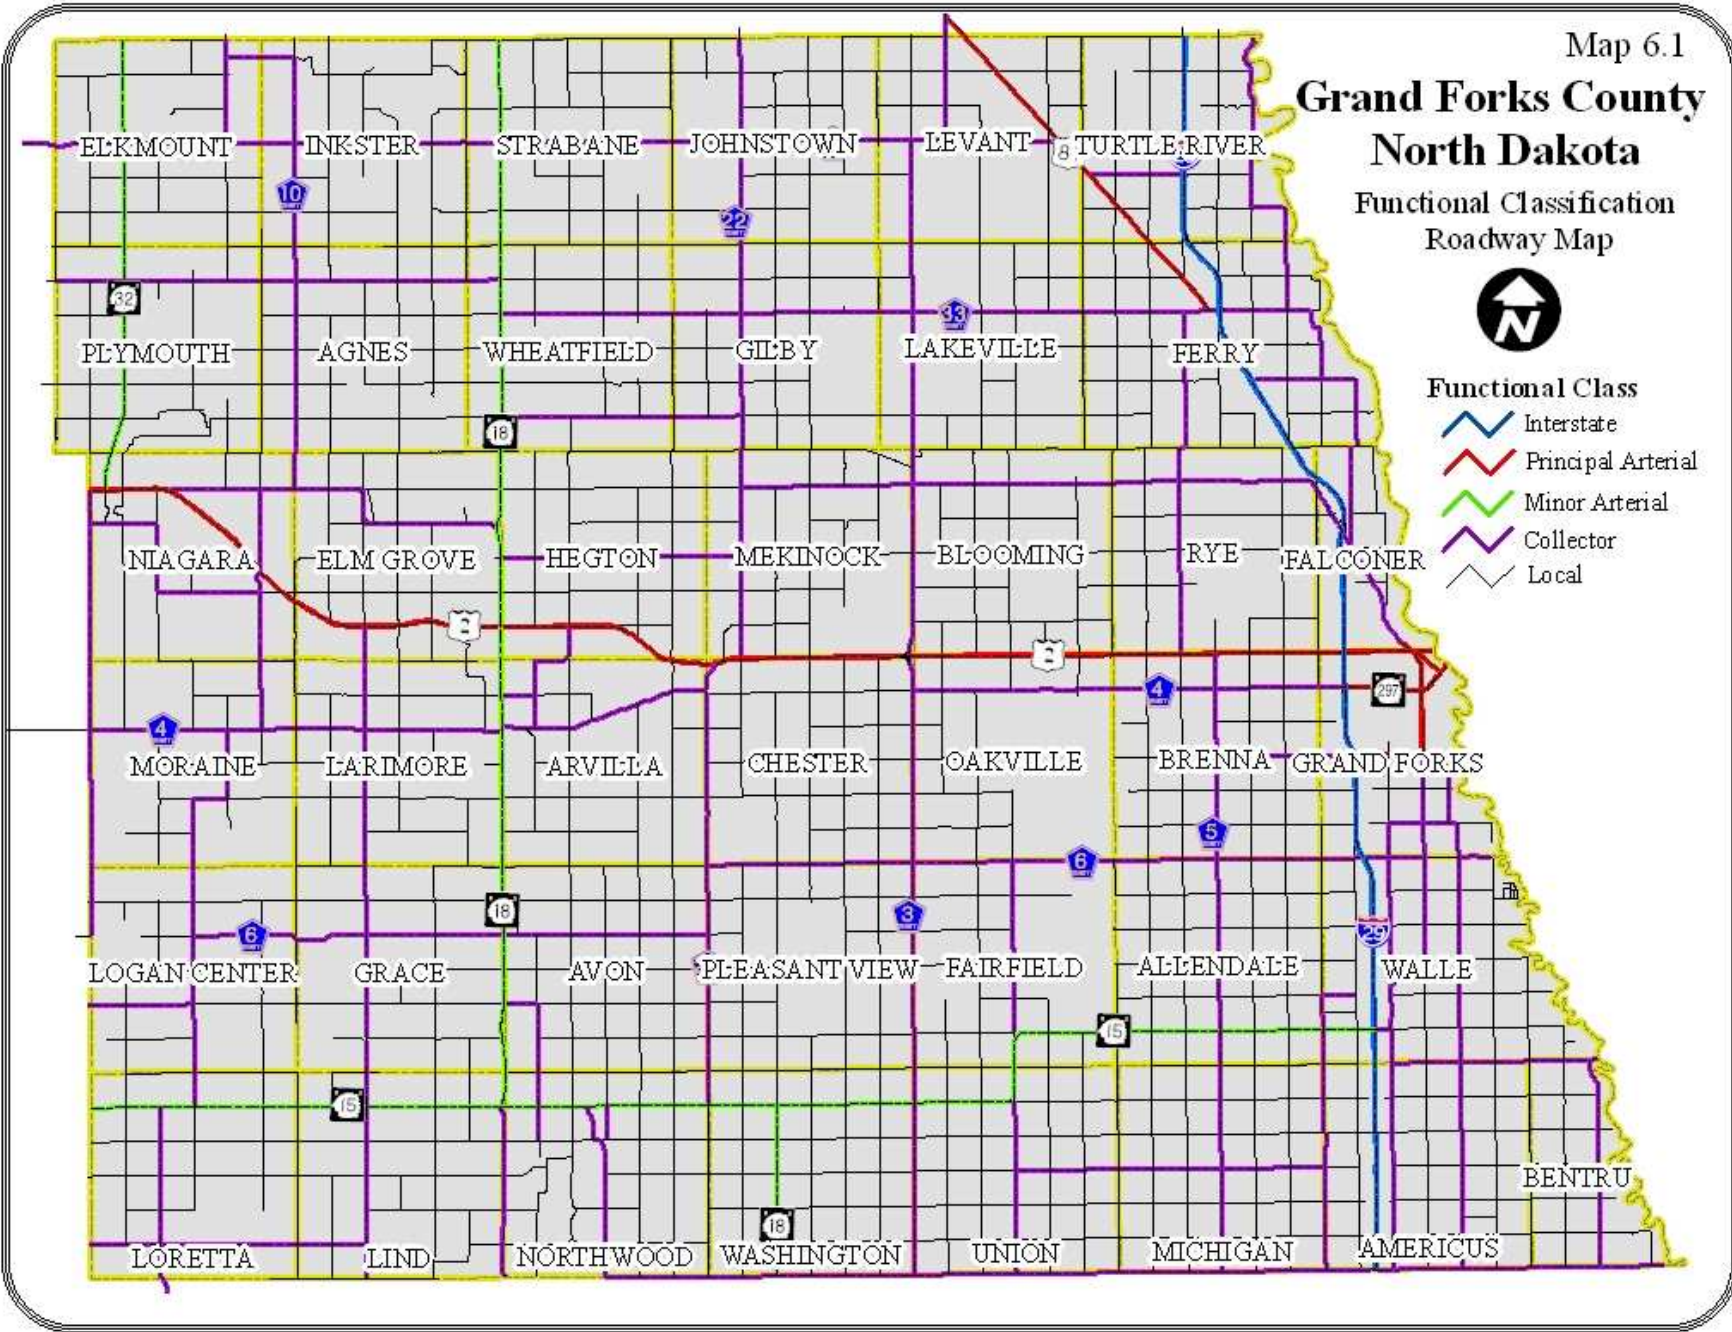 Map 6.1
Grand Forks County
North Dakota
Functional Classification
Roadway Map
N
Functional Class
Interstate
Principal Arterial
Minor Arterial
Collector
Local
ELKMOUNT INKSTER STRABANE JOHNSTOWN LEVANT 8 TURTLE RIVER
10 22
32 33
PLYMOUTH AGNES WHEATFIELD GILBY LAKEVILLE FERRY
18
NIAGARA ELM GROVE HEGTON MEKINOCK BLOOMING RYE FALCONER
2 2
4 4 297
MORAINE LARIMORE ARVILLA CHESTER OAKVILLE BRENNA GRAND FORKS
5
6
18 3
6 29
LOGAN CENTER GRACE AVON PLEASANT VIEW FAIRFIELD ALLENDALE WALLE
15
15
BENTRU
18
LORETTA LIND NORTHWOOD WASHINGTON UNION MICHIGAN AMERICUS